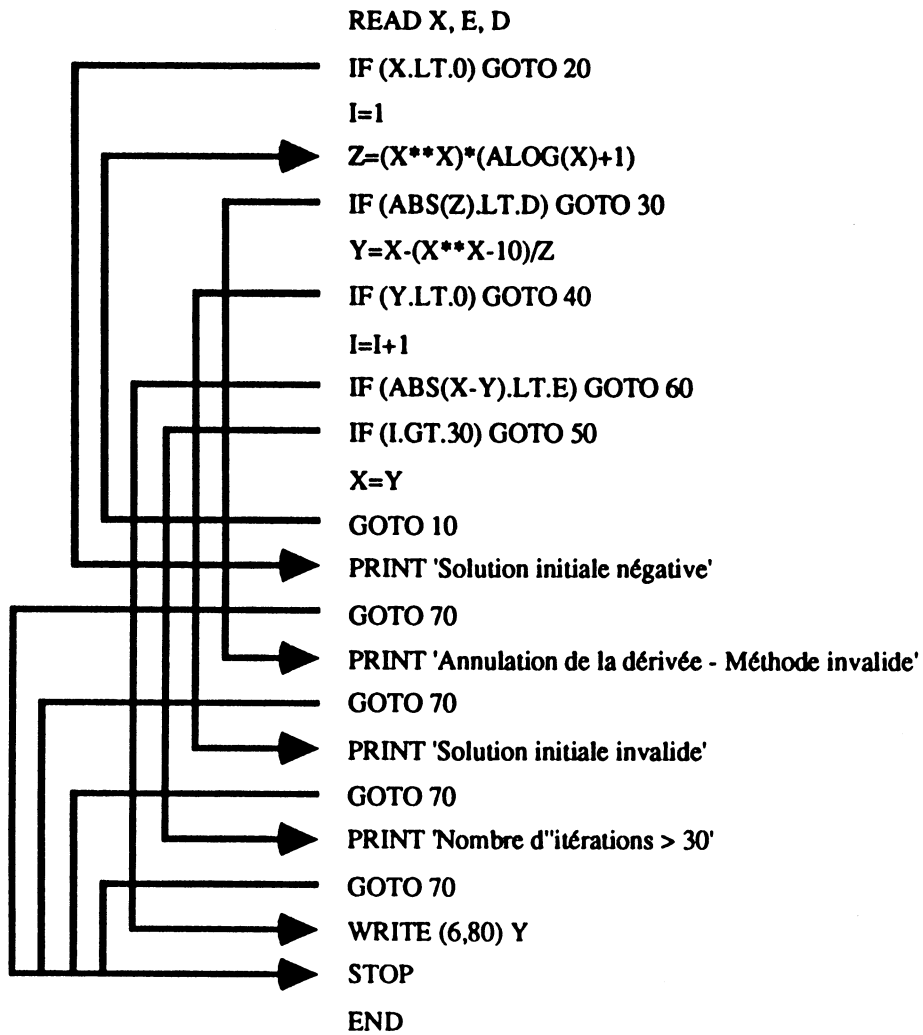 READ X, E, D
IF (X.LT.0) GOTO 20
I=1
Z=(X**X)*(ALOG(X)+1)
IF (ABS(Z).LT.D) GOTO 30
Y=X-(X**X-10)/Z
IF (Y.LT.0) GOTO 40
I=I+1
IF (ABS(X-Y).LT.E) GOTO 60
IF (I.GT.30) GOTO 50
X=Y
GOTO 10
PRINT 'Solution initiale négative'
GOTO 70
PRINT 'Annulation de la dérivée - Méthode invalide'
GOTO 70
PRINT 'Solution initiale invalide'
GOTO 70
PRINT 'Nombre d''itérations > 30'
GOTO 70
WRITE (6,80) Y
STOP
END